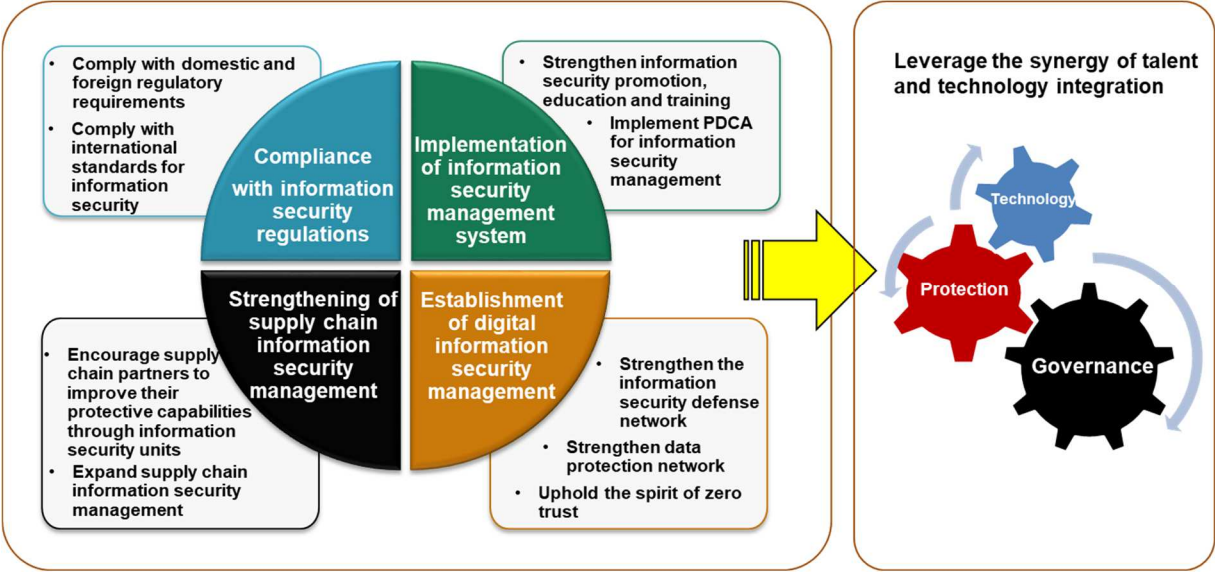 • Comply with domestic and
foreign regulatory
requirements
• Comply with
international
standards for
information
security
Compliance
with information
security
regulations
Implementation
of information
security
management
system
• Strengthen information
security promotion,
education and training
• Implement PDCA
for information
security
management
Strengthening of
supply chain
information
security
management
Establishment
of digital
information
security
management
• Encourage supply
chain partners to
improve their
protective capabilities
through information
security units
• Expand supply chain
information security
management
• Strengthen the
information
security defense
network
• Strengthen data
protection network
• Uphold the spirit of zero
trust
Leverage the synergy of talent
and technology integration
Technology
Protection
Governance